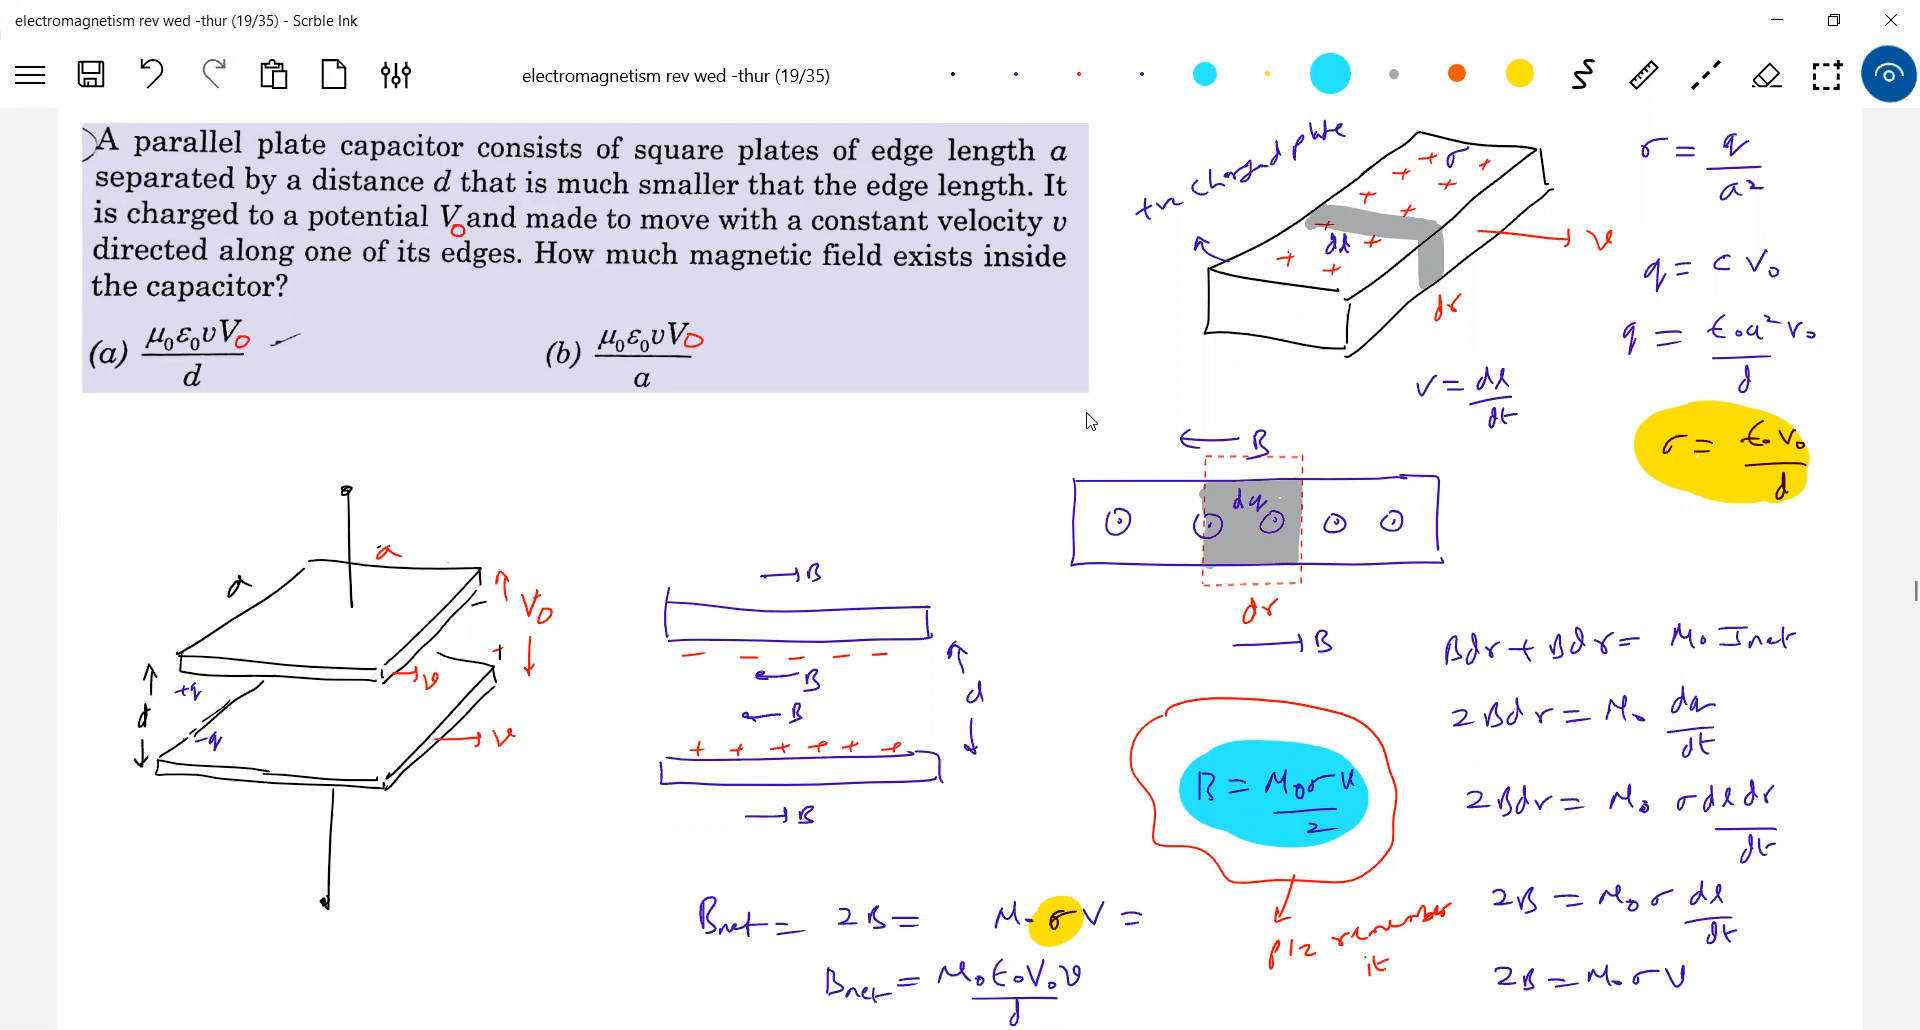 electromagnetism rev wed -thur (19/35) - Scrble Ink
electromagnetism rev wed -thur (19/35)
A parallel plate capacitor consists of square plates of edge length a
separated by a distance d that is much smaller that the edge length. It
is charged to a potential V₀ and made to move with a constant velocity υ
directed along one of its edges. How much magnetic field exists inside
the capacitor?
(a) μ₀ε₀υV₀/d
(b) μ₀ε₀υV₀/a
+ve charged plate
+ + σ +
+ +
+ +
+ dl +
+ +
v
dr
v = dl/dt
σ = q/a²
q = C V₀
q = ε₀a²V₀/d
σ = ε₀V₀/d
← B
dq
dr
→ B
a
a
V₀
+q
v
d
-q
v
→ B
- - - - -
← B
← B
+ + + + + +
d
→ B
Bdr + Bdr = μ₀ Inet
2Bdr = μ₀ dq/dt
2Bdr = μ₀ σdldr/dt
2B = μ₀σ dl/dt
2B = μ₀σV
B = μ₀σv/2
plz remember
it
Bnet = 2B = μ₀σV =
Bnet = μ₀ε₀V₀v/d